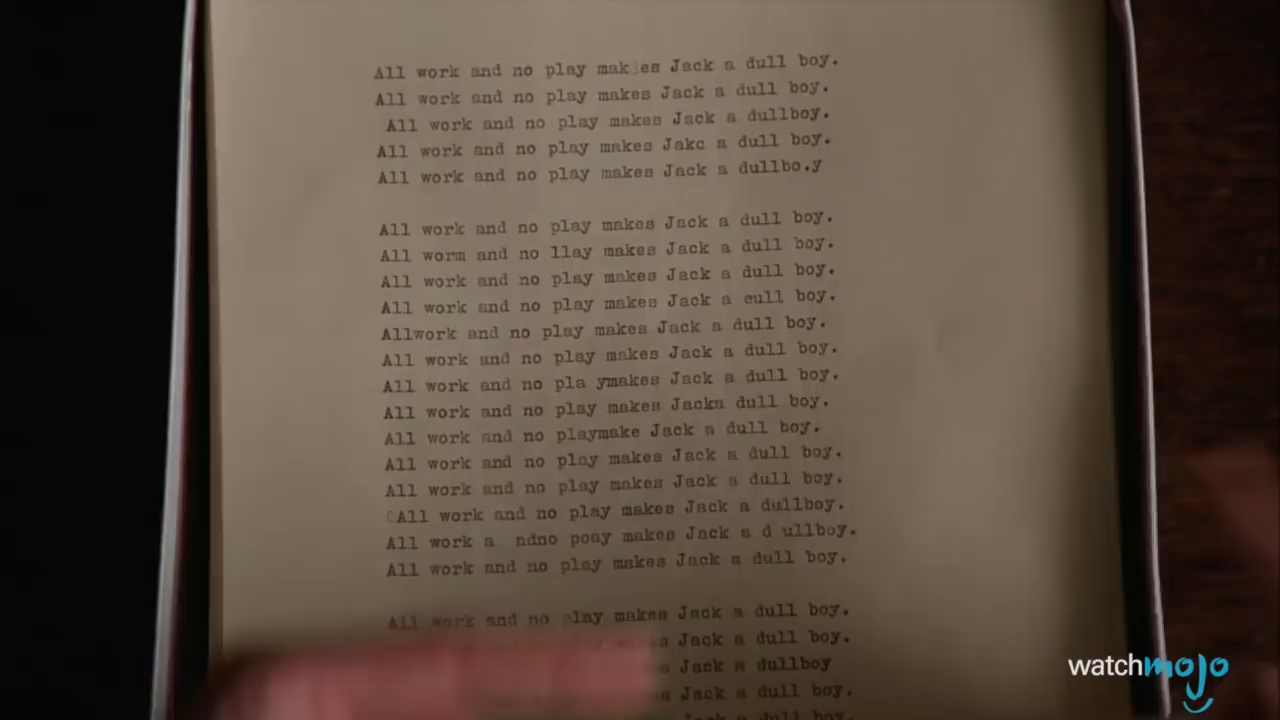 All work and no play makjes Jack a dull boy.
All work and no play makes Jack a dull boy.
All work and no play makes Jack a dullboy.
All work and no play makes Jakc a dull boy.
All work and no play makes Jack a dullbo.y
All work and no play makes Jack a dull boy.
All worm and no llay makes Jack a dull boy.
All work and no play makes Jack a dull boy.
All work and no play makes Jack a eull boy.
Allwork and no play makes Jack a dull boy.
All work and no play makes Jack a dull boy.
All work and no pla ymakes Jack a dull boy.
All work and no play makes Jacka dull boy.
All work and no playmake Jack a dull boy.
All work and no play makes Jack a dull boy.
All work and no play makes Jack a dull boy.
All work and no play makes Jack a dullboy.
All work a ndno poay makes Jack a d ullboy.
All work and no play makes Jack a dull boy.
All work and no play makes Jack a dull boy.
Jack a dull boy.
Jack a dullboy
Jack a dull boy.
Jack a dull boy.
watchmojo